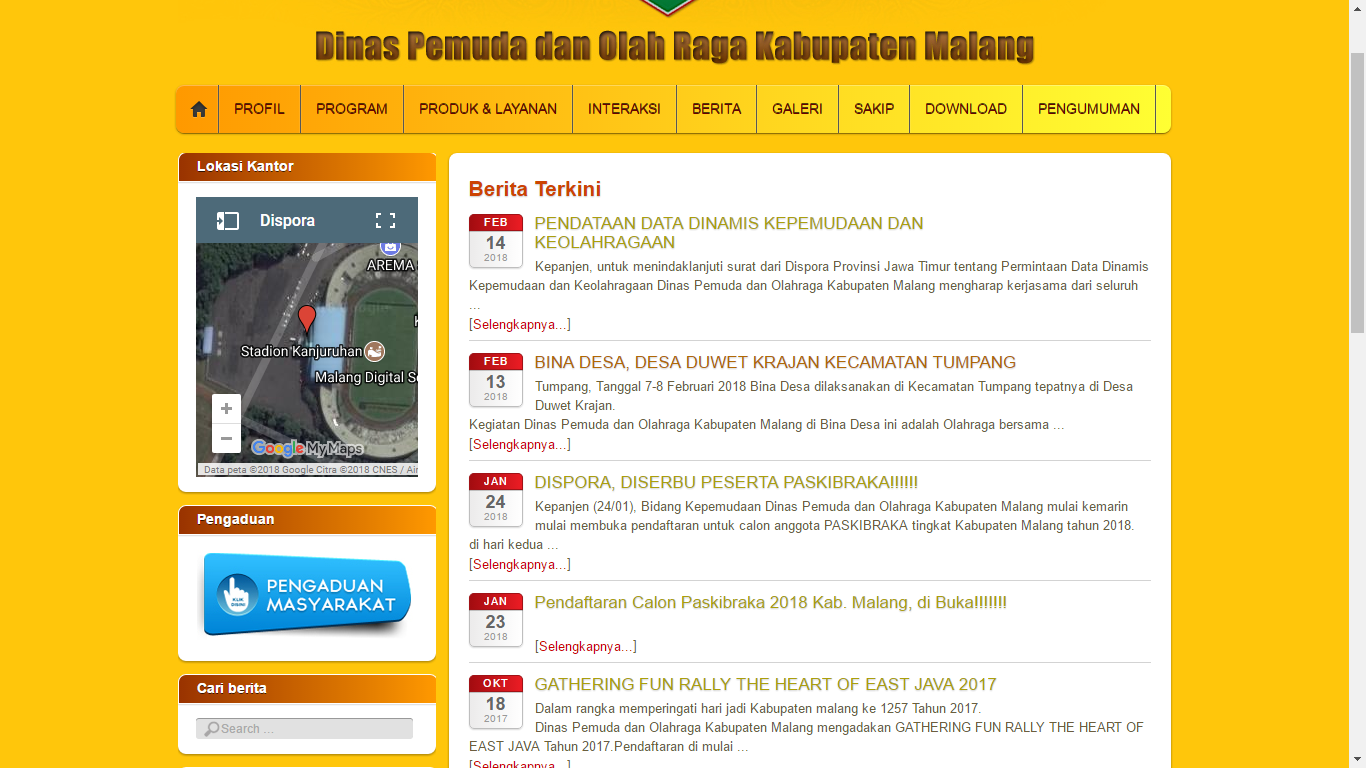 Dinas Pemuda dan Olah Raga Kabupaten Malang
PROFIL
PROGRAM
PRODUK & LAYANAN
INTERAKSI
BERITA
GALERI
SAKIP
DOWNLOAD
PENGUMUMAN
Lokasi Kantor
Dispora
AREMA
Stadion Kanjuruhan
Malang Digital
Google MyMaps
Data peta ©2018 Google Citra ©2018 CNES /
Pengaduan
KLIK
DISINI
PENGADUAN
MASYARAKAT
Cari berita
Search ...
Berita Terkini
FEB
14
2018
PENDATAAN DATA DINAMIS KEPEMUDAAN DAN
KEOLAHRAGAAN
Kepanjen, untuk menindaklanjuti surat dari Dispora Provinsi Jawa Timur tentang Permintaan Data Dinamis
Kepemudaan dan Keolahragaan Dinas Pemuda dan Olahraga Kabupaten Malang mengharap kerjasama dari seluruh
...
[Selengkapnya...]
FEB
13
2018
BINA DESA, DESA DUWET KRAJAN KECAMATAN TUMPANG
Tumpang, Tanggal 7-8 Februari 2018 Bina Desa dilaksanakan di Kecamatan Tumpang tepatnya di Desa
Duwet Krajan.
Kegiatan Dinas Pemuda dan Olahraga Kabupaten Malang di Bina Desa ini adalah Olahraga bersama ...
[Selengkapnya...]
JAN
24
2018
DISPORA, DISERBU PESERTA PASKIBRAKA!!!!!!
Kepanjen (24/01), Bidang Kepemudaan Dinas Pemuda dan Olahraga Kabupaten Malang mulai kemarin
mulai membuka pendaftaran untuk calon anggota PASKIBRAKA tingkat Kabupaten Malang tahun 2018.
di hari kedua ...
[Selengkapnya...]
JAN
23
2018
Pendaftaran Calon Paskibraka 2018 Kab. Malang, di Buka!!!!!!!
[Selengkapnya...]
OKT
18
2017
GATHERING FUN RALLY THE HEART OF EAST JAVA 2017
Dalam rangka memperingati hari jadi Kabupaten malang ke 1257 Tahun 2017.
Dinas Pemuda dan Olahraga Kabupaten Malang mengadakan GATHERING FUN RALLY THE HEART OF
EAST JAVA Tahun 2017.Pendaftaran di mulai ...
[Selengkapnya...]